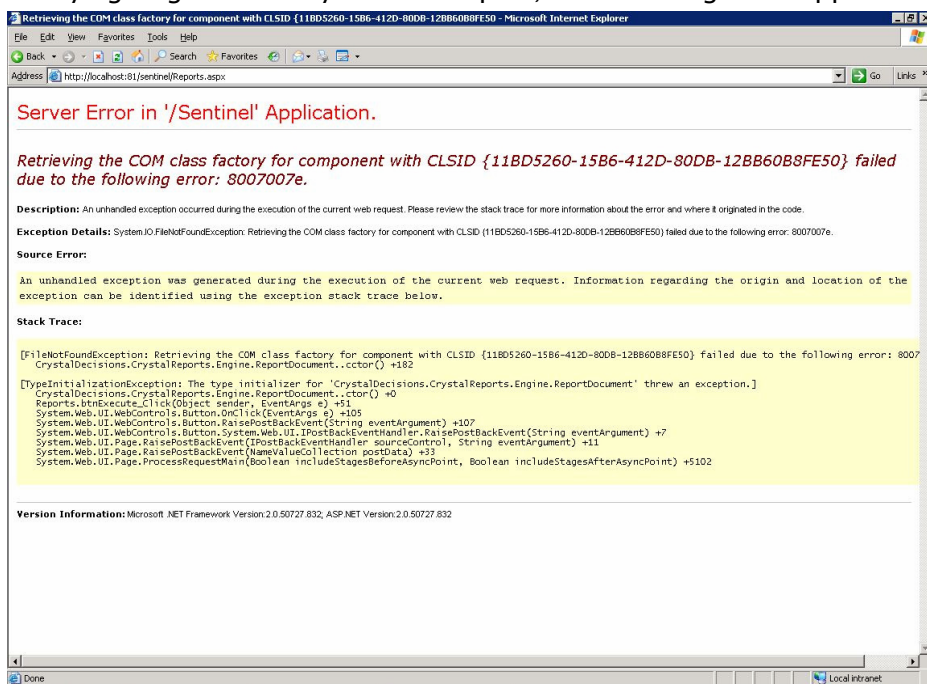 Retrieving the COM class factory for component with CLSID {11BD5260-15B6-412D-80DB-12BB60B8FE50 - Microsoft Internet Explorer
File Edit View Favorites Tools Help
Back Search Favorites
Address http://localhost:81/sentinel/Reports.aspx Go Links »
Server Error in '/Sentinel' Application.
Retrieving the COM class factory for component with CLSID {11BD5260-15B6-412D-80DB-12BB60B8FE50} failed
due to the following error: 8007007e.
Description: An unhandled exception occurred during the execution of the current web request. Please review the stack trace for more information about the error and where it originated in the code.
Exception Details: System.IO.FileNotFoundException: Retrieving the COM class factory for component with CLSID {11BD5260-15B6-412D-80DB-12BB60B8FE50} failed due to the following error: 8007007e.
Source Error:
An unhandled exception was generated during the execution of the current web request. Information regarding the origin and location of the
exception can be identified using the exception stack trace below.
Stack Trace:
[FileNotFoundException: Retrieving the COM class factory for component with CLSID {11BD5260-15B6-412D-80DB-12BB60B8FE50} failed due to the following error: 8007
CrystalDecisions.CrystalReports.Engine.ReportDocument..cctor() +182
[TypeInitializationException: The type initializer for 'CrystalDecisions.CrystalReports.Engine.ReportDocument' threw an exception.]
CrystalDecisions.CrystalReports.Engine.ReportDocument..ctor() +0
Reports.btnExecute_Click(Object sender, EventArgs e) +51
System.Web.UI.WebControls.Button.OnClick(EventArgs e) +105
System.Web.UI.WebControls.Button.RaisePostBackEvent(String eventArgument) +107
System.Web.UI.WebControls.Button.System.Web.UI.IPostBackEventHandler.RaisePostBackEvent(String eventArgument) +7
System.Web.UI.Page.RaisePostBackEvent(IPostBackEventHandler sourceControl, String eventArgument) +11
System.Web.UI.Page.RaisePostBackEvent(NameValueCollection postData) +33
System.Web.UI.Page.ProcessRequestMain(Boolean includeStagesBeforeAsyncPoint, Boolean includeStagesAfterAsyncPoint) +5102
Version Information: Microsoft .NET Framework Version:2.0.50727.832; ASP.NET Version:2.0.50727.832
Done Local intranet